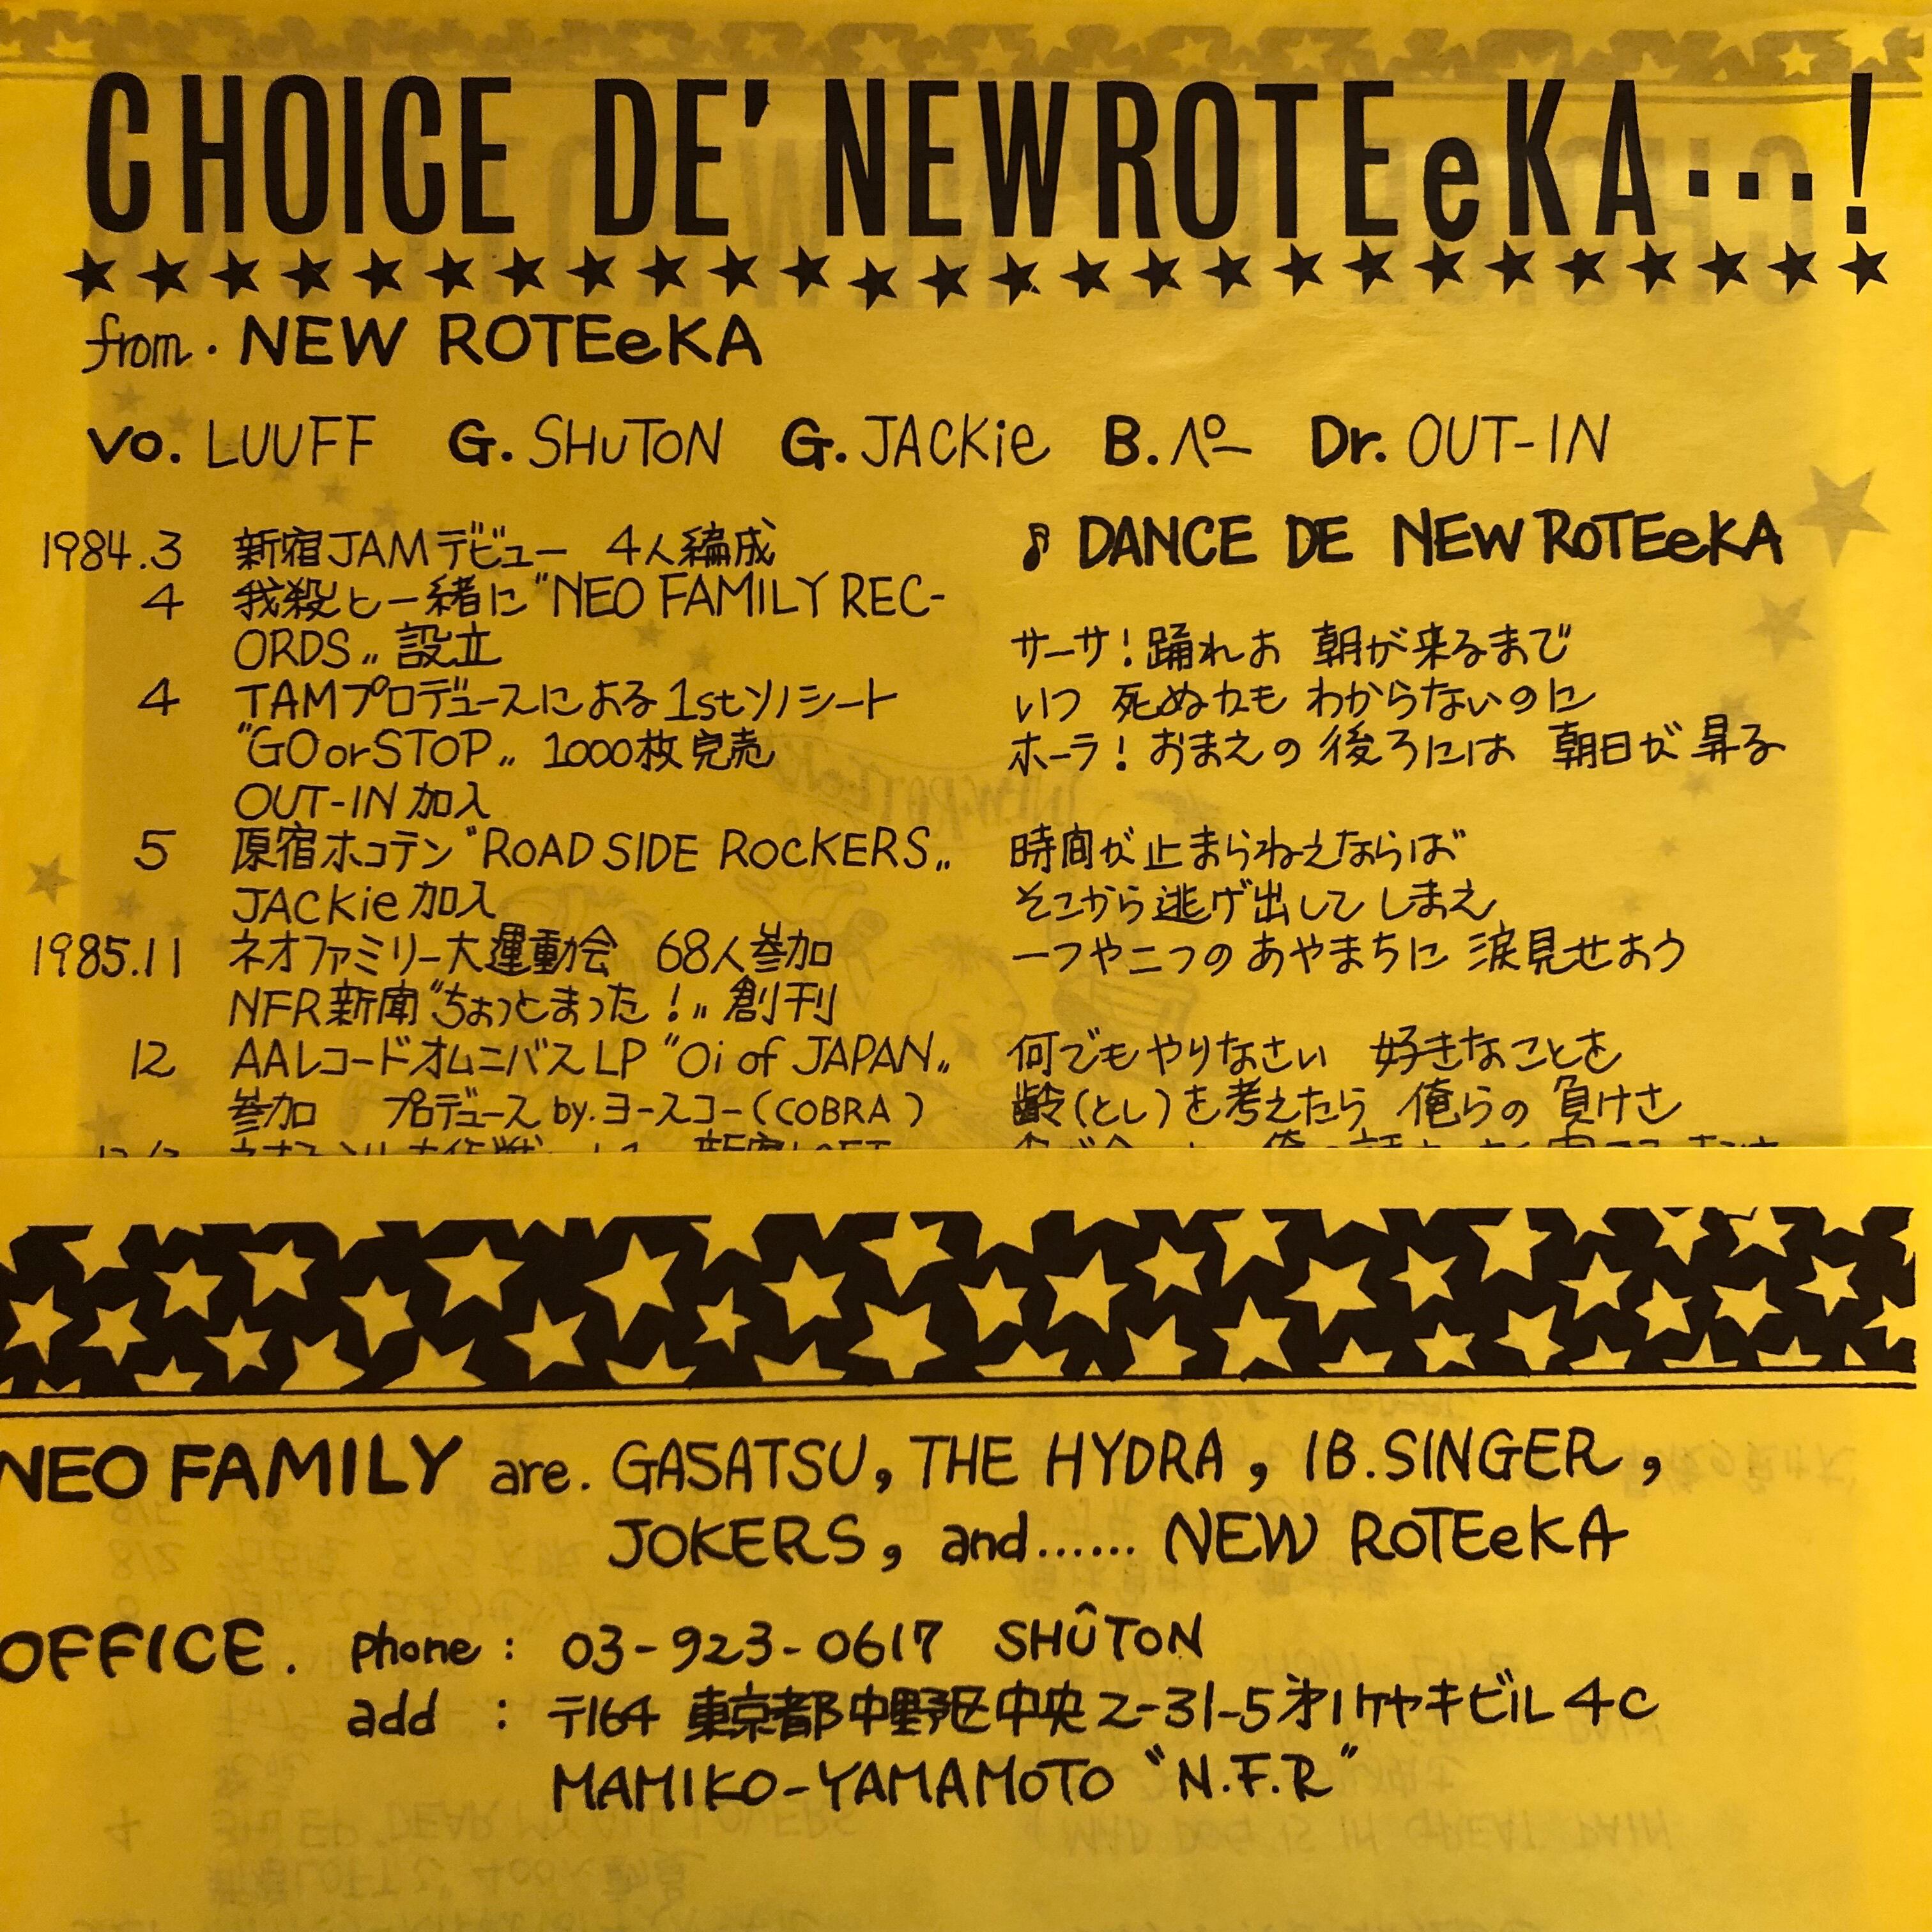 CHOICE DE' NEWROTEeKA…!
★★★★★★★★★★★★★★★★★★★★★★★★★★
from・NEW ROTEeKA
VO. LUUFF G. SHUTON G. JACKie B. ペー Dr. OUT-IN
1984.3 新宿JAMデビュー 4人編成
4 我殺と一緒に“NEO FAMILY REC-
ORDS〟設立
4 TAMプロデュースによる1stソノシート
“GO or STOP〟1000枚完売
OUT-IN 加入
5 原宿ホコテン“ROAD SIDE ROCKERS〟
JACKie 加入
1985.11 ネオファミリー大運動会 68人参加
NFR新聞“ちょっとまった!〟創刊
12 AAレコードオムニバスLP “Oi of JAPAN〟
参加 プロデュース by.ヨースコー(COBRA)
♪ DANCE DE NEW ROTEeKA
サーサ!踊れよ 朝が来るまで
いつ 死ぬカも わからないのに
ホーラ!おまえの後ろには 朝日が昇る
時間が止まらねえならば
そこから逃げ出してしまえ
一つや二つのあやまちに 涙見せよう
何でもやりなさい 好きなことを
齢(とし)を考えたら 俺らの負けさ
NEO FAMILY are. GASATSU, THE HYDRA, IB.SINGER,
JOKERS, and…… NEW ROTEeKA
OFFICE. phone : 03-923-0617 SHÛTON
add : 〒164 東京都中野区中央2-31-5 第1ケヤキビル4C
MAMIKO-YAMAMOTO “N.F.R”